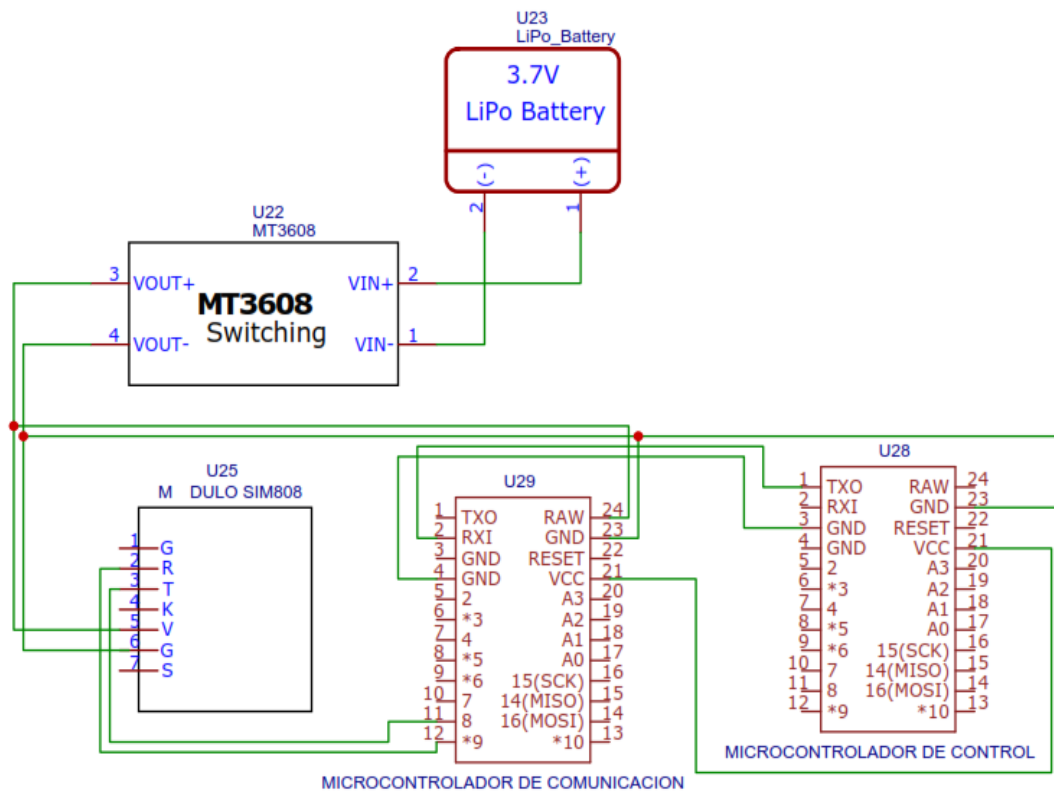 U23
LiPo_Battery
3.7V
LiPo Battery
(-)
(+)
2
1
U22
MT3608
3
VOUT+
VIN+
2
MT3608
Switching
4
VOUT-
VIN-
1
U25
M DULO SIM808
1
G
2
R
3
T
4
K
5
V
6
G
7
S
U29
1 TXO RAW 24
2 RXI GND 23
3 GND RESET 22
4 GND VCC 21
5 2 A3 20
6 *3 A2 19
7 4 A1 18
8 *5 A0 17
9 *6 15(SCK) 16
10 7 14(MISO) 15
11 8 16(MOSI) 14
12 *9 *10 13
MICROCONTROLADOR DE COMUNICACION
U28
1 TXO RAW 24
2 RXI GND 23
3 GND RESET 22
4 GND VCC 21
5 2 A3 20
6 *3 A2 19
7 4 A1 18
8 *5 A0 17
9 *6 15(SCK) 16
10 7 14(MISO) 15
11 8 16(MOSI) 14
12 *9 *10 13
MICROCONTROLADOR DE CONTROL